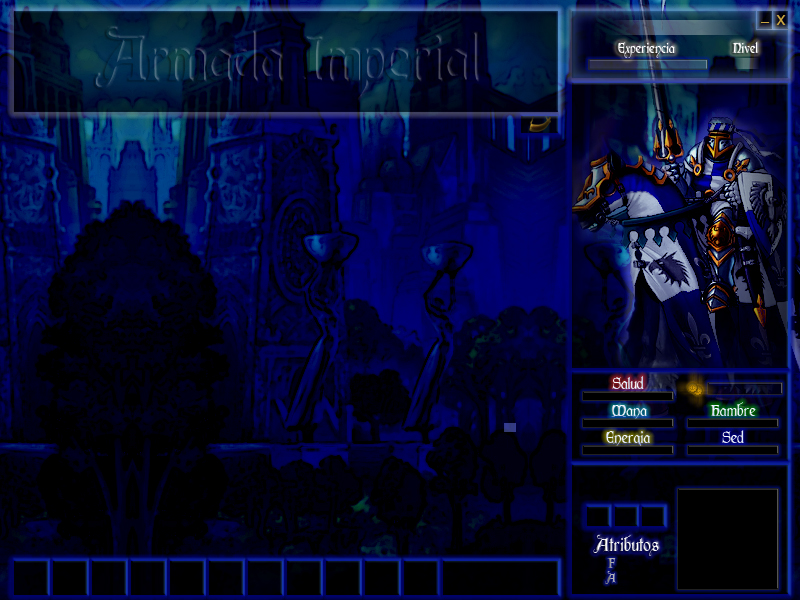 Armada Imperial
X
Experiencia Nivel
Salud
Mana Hambre
Energia Sed
Atributos
F
A